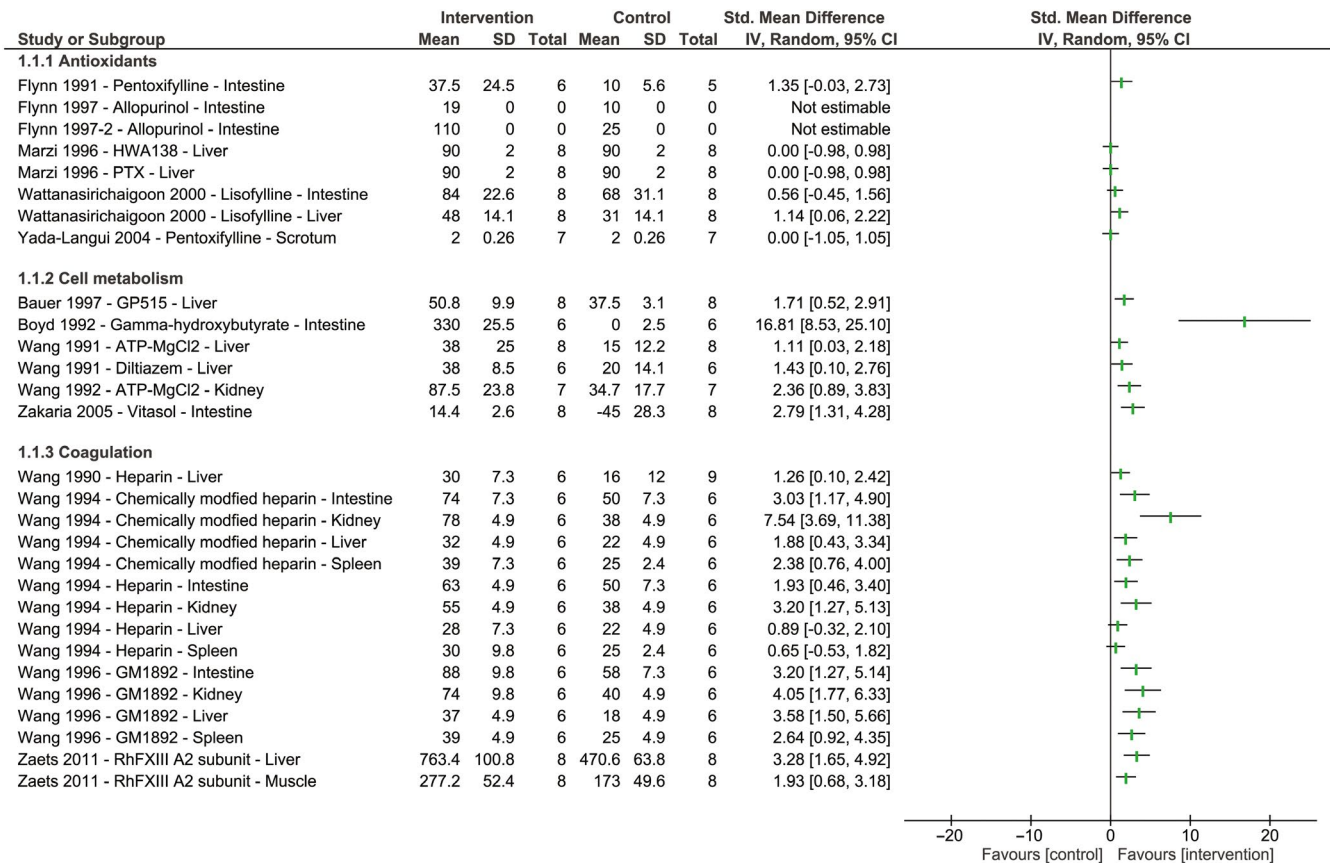 Intervention Control Std. Mean Difference Std. Mean Difference
Study or Subgroup Mean SD Total Mean SD Total IV, Random, 95% CI IV, Random, 95% CI
1.1.1 Antioxidants
Flynn 1991 - Pentoxifylline - Intestine 37.5 24.5 6 10 5.6 5 1.35 [-0.03, 2.73]
Flynn 1997 - Allopurinol - Intestine 19 0 0 10 0 0 Not estimable
Flynn 1997-2 - Allopurinol - Intestine 110 0 0 25 0 0 Not estimable
Marzi 1996 - HWA138 - Liver 90 2 8 90 2 8 0.00 [-0.98, 0.98]
Marzi 1996 - PTX - Liver 90 2 8 90 2 8 0.00 [-0.98, 0.98]
Wattanasirichaigoon 2000 - Lisofylline - Intestine 84 22.6 8 68 31.1 8 0.56 [-0.45, 1.56]
Wattanasirichaigoon 2000 - Lisofylline - Liver 48 14.1 8 31 14.1 8 1.14 [0.06, 2.22]
Yada-Langui 2004 - Pentoxifylline - Scrotum 2 0.26 7 2 0.26 7 0.00 [-1.05, 1.05]
1.1.2 Cell metabolism
Bauer 1997 - GP515 - Liver 50.8 9.9 8 37.5 3.1 8 1.71 [0.52, 2.91]
Boyd 1992 - Gamma-hydroxybutyrate - Intestine 330 25.5 6 0 2.5 6 16.81 [8.53, 25.10]
Wang 1991 - ATP-MgCl2 - Liver 38 25 8 15 12.2 8 1.11 [0.03, 2.18]
Wang 1991 - Diltiazem - Liver 38 8.5 6 20 14.1 6 1.43 [0.10, 2.76]
Wang 1992 - ATP-MgCl2 - Kidney 87.5 23.8 7 34.7 17.7 7 2.36 [0.89, 3.83]
Zakaria 2005 - Vitasol - Intestine 14.4 2.6 8 -45 28.3 8 2.79 [1.31, 4.28]
1.1.3 Coagulation
Wang 1990 - Heparin - Liver 30 7.3 6 16 12 9 1.26 [0.10, 2.42]
Wang 1994 - Chemically modfied heparin - Intestine 74 7.3 6 50 7.3 6 3.03 [1.17, 4.90]
Wang 1994 - Chemically modfied heparin - Kidney 78 4.9 6 38 4.9 6 7.54 [3.69, 11.38]
Wang 1994 - Chemically modfied heparin - Liver 32 4.9 6 22 4.9 6 1.88 [0.43, 3.34]
Wang 1994 - Chemically modfied heparin - Spleen 39 7.3 6 25 2.4 6 2.38 [0.76, 4.00]
Wang 1994 - Heparin - Intestine 63 4.9 6 50 7.3 6 1.93 [0.46, 3.40]
Wang 1994 - Heparin - Kidney 55 4.9 6 38 4.9 6 3.20 [1.27, 5.13]
Wang 1994 - Heparin - Liver 28 7.3 6 22 4.9 6 0.89 [-0.32, 2.10]
Wang 1994 - Heparin - Spleen 30 9.8 6 25 2.4 6 0.65 [-0.53, 1.82]
Wang 1996 - GM1892 - Intestine 88 9.8 6 58 7.3 6 3.20 [1.27, 5.14]
Wang 1996 - GM1892 - Kidney 74 9.8 6 40 4.9 6 4.05 [1.77, 6.33]
Wang 1996 - GM1892 - Liver 37 4.9 6 18 4.9 6 3.58 [1.50, 5.66]
Wang 1996 - GM1892 - Spleen 39 4.9 6 25 4.9 6 2.64 [0.92, 4.35]
Zaets 2011 - RhFXIII A2 subunit - Liver 763.4 100.8 8 470.6 63.8 8 3.28 [1.65, 4.92]
Zaets 2011 - RhFXIII A2 subunit - Muscle 277.2 52.4 8 173 49.6 8 1.93 [0.68, 3.18]
−20 −10 0 10 20
Favours [control] Favours [intervention]